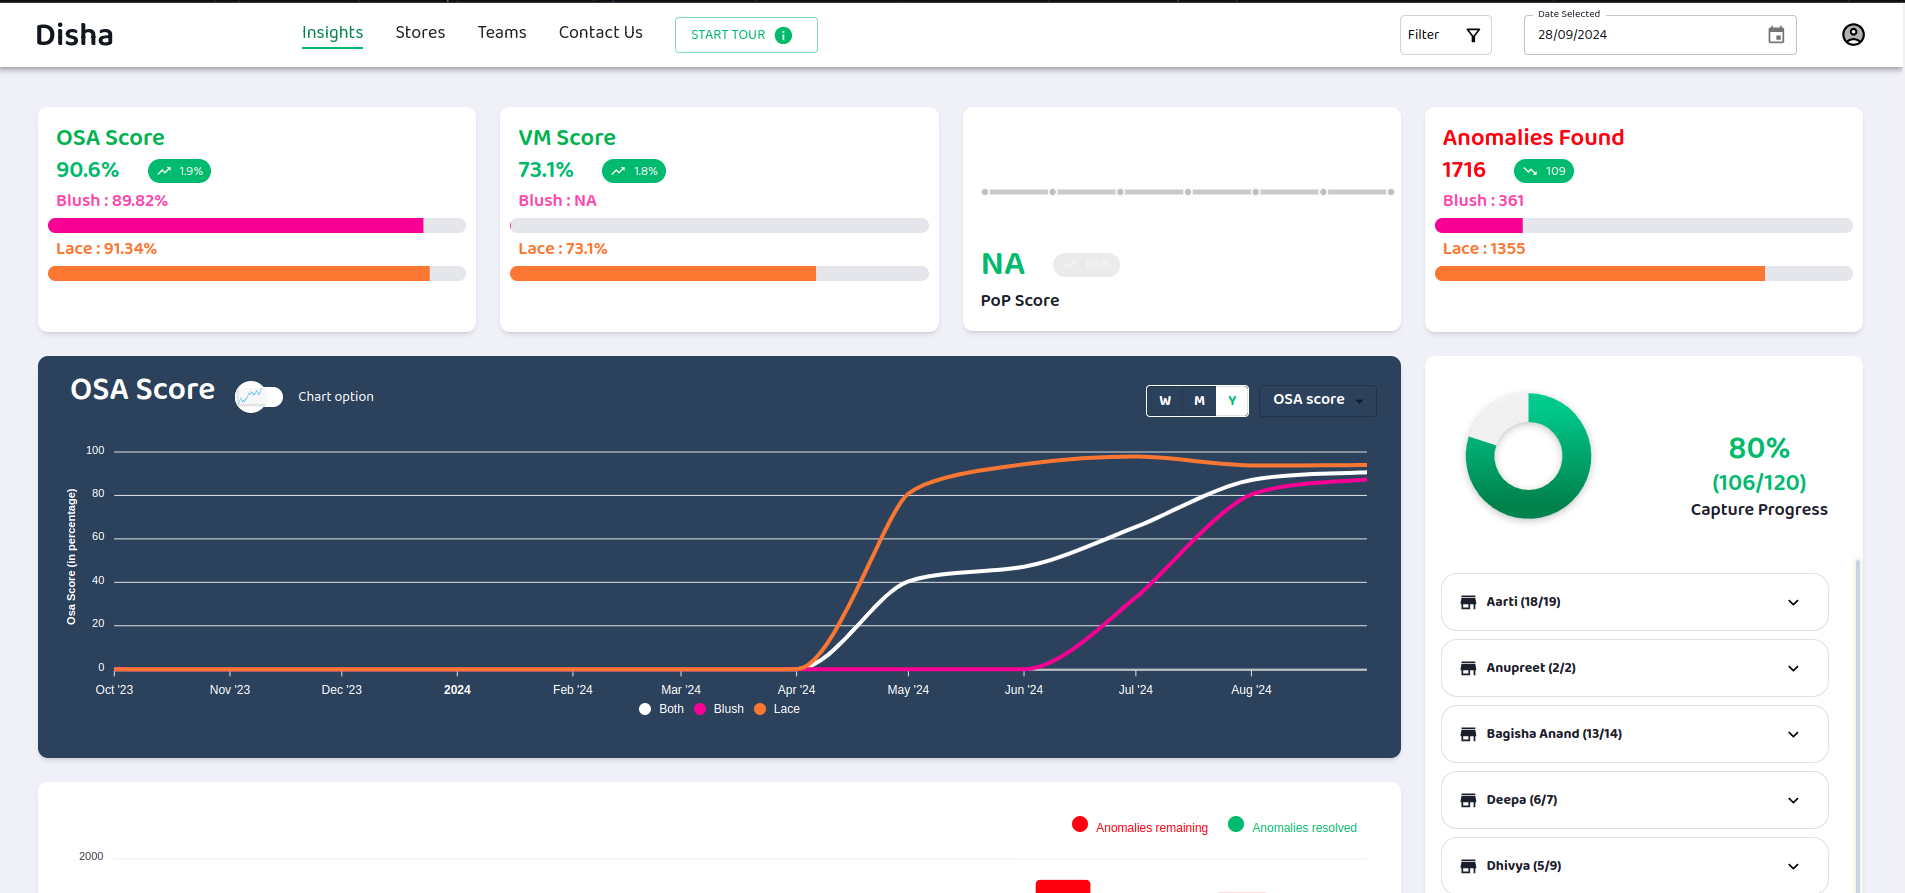 Disha
Insights
Stores
Teams
Contact Us
START TOUR
Filter
Date Selected
28/09/2024
OSA Score
90.6%
1.9%
Blush : 89.82%
Lace : 91.34%
VM Score
73.1%
1.8%
Blush : NA
Lace : 73.1%
NA
NA%
PoP Score
Anomalies Found
1716
109
Blush : 361
Lace : 1355
OSA Score
Chart option
W
M
Y
OSA score
Osa Score (in percentage)
100
80
60
40
20
0
Oct '23
Nov '23
Dec '23
2024
Feb '24
Mar '24
Apr '24
May '24
Jun '24
Jul '24
Aug '24
Both
Blush
Lace
80%
(106/120)
Capture Progress
Aarti (18/19)
Anupreet (2/2)
Bagisha Anand (13/14)
Deepa (6/7)
Dhivya (5/9)
Anomalies remaining
Anomalies resolved
2000